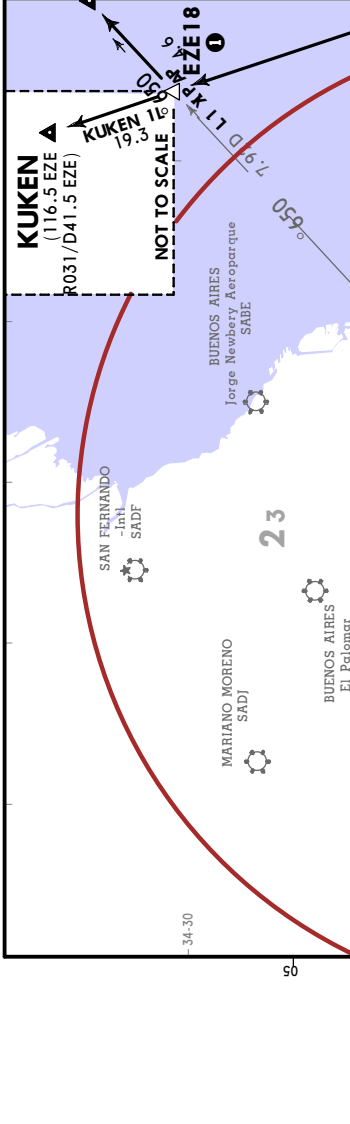 KUKEN
(116.5 EZE
R031/D41.5 EZE)
KUKEN 1L
19.3
NOT TO SCALE
EZE18
1
050°
7.9
050°
BUENOS AIRES
Jorge Newbery Aeroparque
SABE
SAN FERNANDO
-Intl
SADF
23
MARIANO MORENO
SADJ
BUENOS AIRES
El Palomar
34-30
05